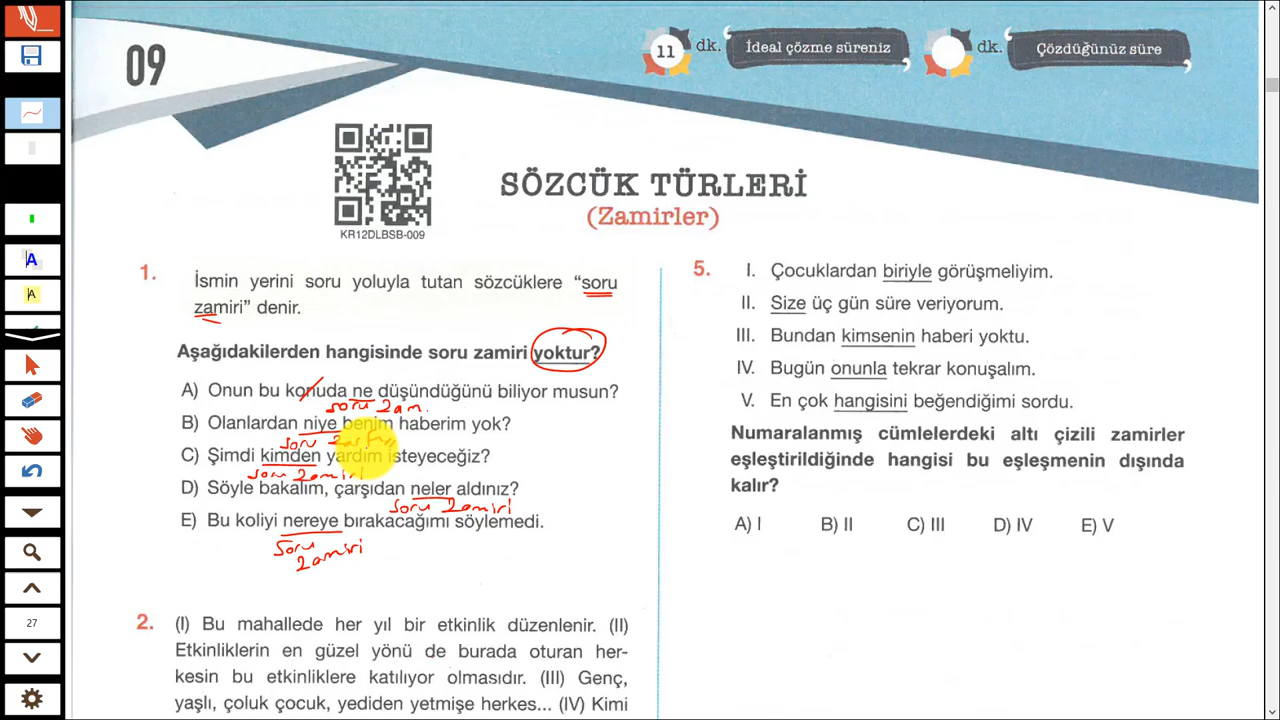 09
11 dk. İdeal çözme süreniz
dk. Çözdüğünüz süre
KR12DLBSB-009
SÖZCÜK TÜRLERİ
(Zamirler)
1. İsmin yerini soru yoluyla tutan sözcüklere “soru
zamiri” denir.
Aşağıdakilerden hangisinde soru zamiri yoktur?
A) Onun bu konuda ne düşündüğünü biliyor musun?
soru zam.
B) Olanlardan niye benim haberim yok?
soru
C) Şimdi kimden yardım isteyeceğiz?
soru zamiri
D) Söyle bakalım, çarşıdan neler aldınız?
soru zamiri
E) Bu koliyi nereye bırakacağımı söylemedi.
soru
zamiri
2. (I) Bu mahallede her yıl bir etkinlik düzenlenir. (II)
Etkinliklerin en güzel yönü de burada oturan her-
kesin bu etkinliklere katılıyor olmasıdır. (III) Genç,
yaşlı, çoluk çocuk, yediden yetmişe herkes... (IV) Kimi
5. I. Çocuklardan biriyle görüşmeliyim.
II. Size üç gün süre veriyorum.
III. Bundan kimsenin haberi yoktu.
IV. Bugün onunla tekrar konuşalım.
V. En çok hangisini beğendiğimi sordu.
Numaralanmış cümlelerdeki altı çizili zamirler
eşleştirildiğinde hangisi bu eşleşmenin dışında
kalır?
A) I B) II C) III D) IV E) V
A
A
27